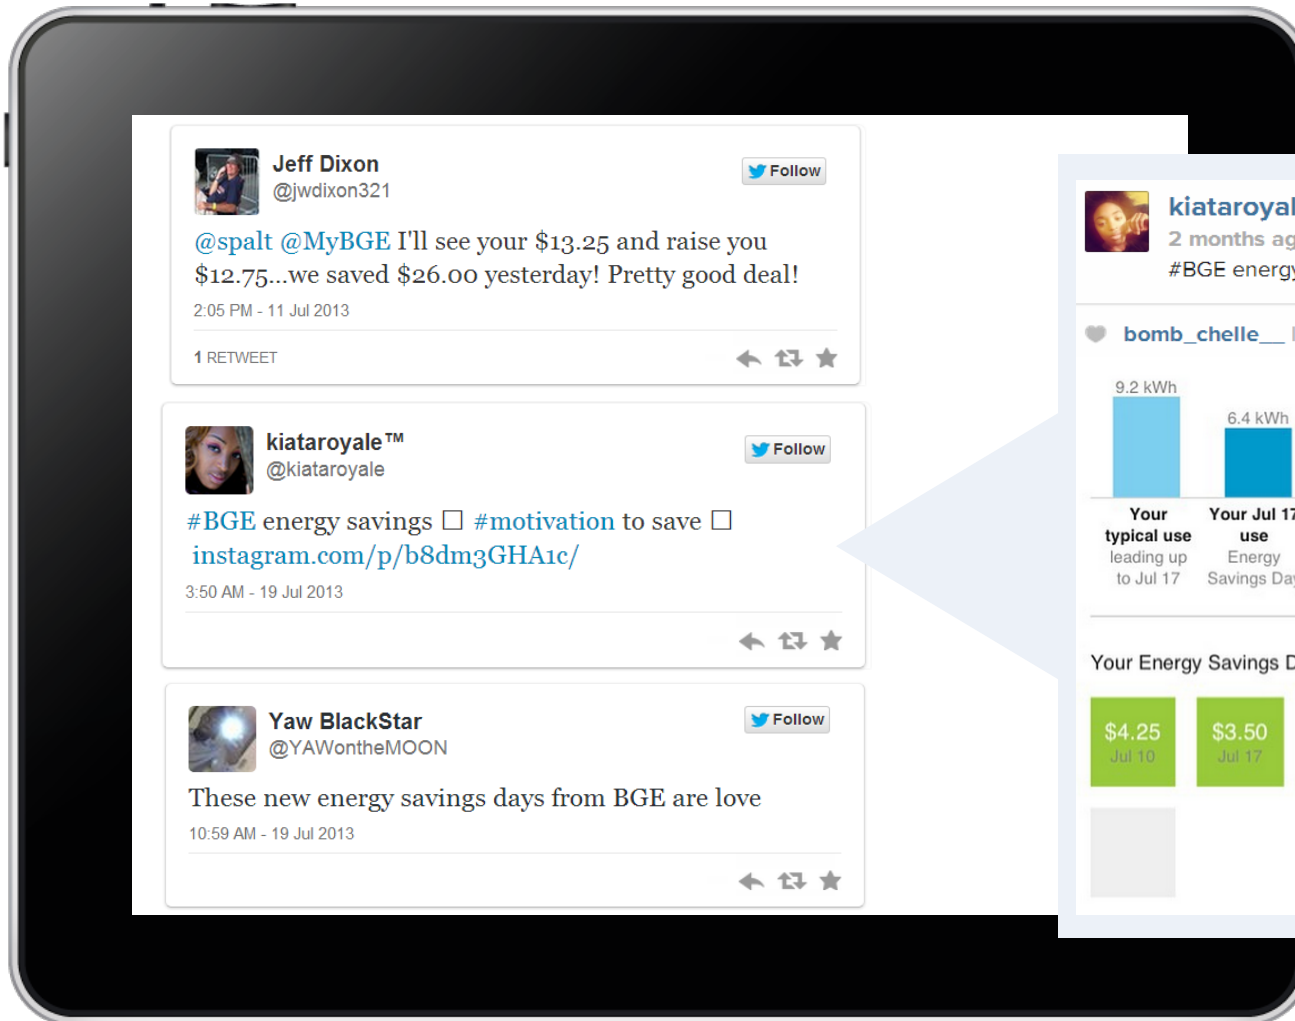 Jeff Dixon
@jwdixon321
Follow
@spalt @MyBGE I'll see your $13.25 and raise you
$12.75...we saved $26.00 yesterday! Pretty good deal!
2:05 PM - 11 Jul 2013
1 RETWEET
kiataroyale™
@kiataroyale
Follow
#BGE energy savings □ #motivation to save □
instagram.com/p/b8dm3GHA1c/
3:50 AM - 19 Jul 2013
Yaw BlackStar
@YAWontheMOON
Follow
These new energy savings days from BGE are love
10:59 AM - 19 Jul 2013
kiataroyal
2 months ag
#BGE energy
bomb_chelle__
9.2 kWh
6.4 kWh
Your
typical use
leading up
to Jul 17
Your Jul 17
use
Energy
Savings Day
Your Energy Savings D
$4.25
Jul 10
$3.50
Jul 17